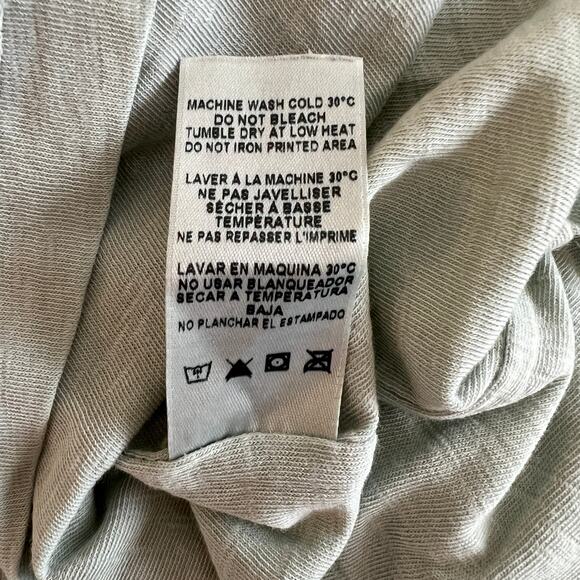 MACHINE WASH COLD 30°C
DO NOT BLEACH
TUMBLE DRY AT LOW HEAT
DO NOT IRON PRINTED AREA
LAVER À LA MACHINE 30°C
NE PAS JAVELLISER
SÉCHER À BASSE
TEMPÉRATURE
NE PAS REPASSER L'IMPRIME
LAVAR EN MAQUINA 30°C
NO USAR BLANQUEADOR
SECAR A TEMPERATURA
BAJA
NO PLANCHAR EL ESTAMPADO